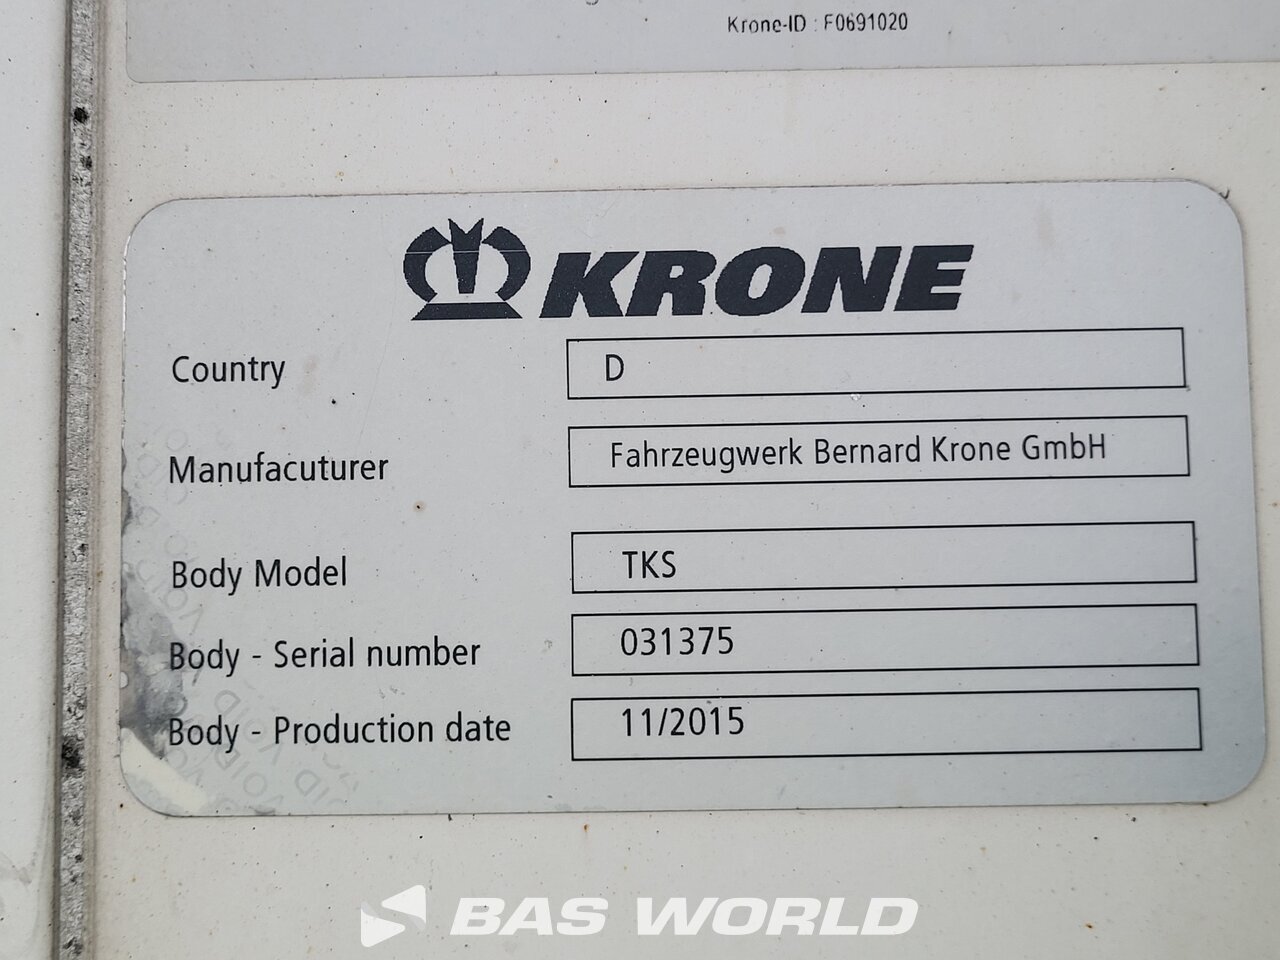 Krone-ID : F0691020
KRONE
Country D
Manufacuturer Fahrzeugwerk Bernard Krone GmbH
Body Model TKS
Body - Serial number 031375
Body - Production date 11/2015
BAS WORLD